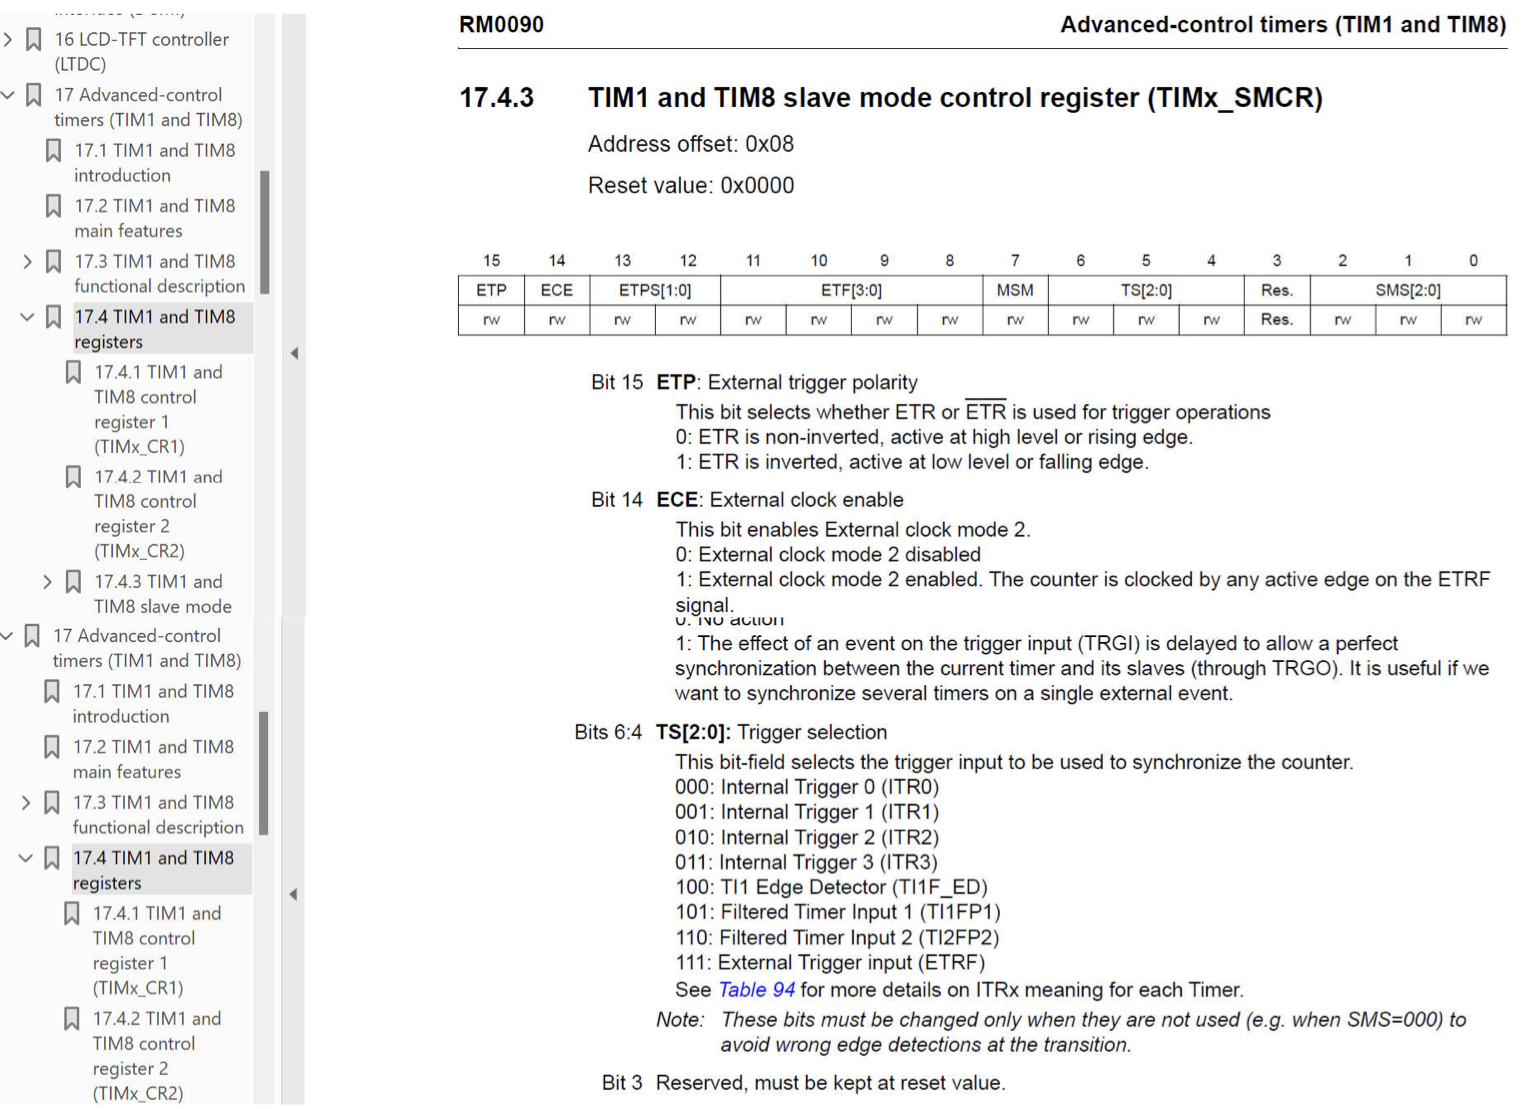 interface (DCMI)
16 LCD-TFT controller
(LTDC)
17 Advanced-control
timers (TIM1 and TIM8)
17.1 TIM1 and TIM8
introduction
17.2 TIM1 and TIM8
main features
17.3 TIM1 and TIM8
functional description
17.4 TIM1 and TIM8
registers
17.4.1 TIM1 and
TIM8 control
register 1
(TIMx_CR1)
17.4.2 TIM1 and
TIM8 control
register 2
(TIMx_CR2)
17.4.3 TIM1 and
TIM8 slave mode
17 Advanced-control
timers (TIM1 and TIM8)
17.1 TIM1 and TIM8
introduction
17.2 TIM1 and TIM8
main features
17.3 TIM1 and TIM8
functional description
17.4 TIM1 and TIM8
registers
17.4.1 TIM1 and
TIM8 control
register 1
(TIMx_CR1)
17.4.2 TIM1 and
TIM8 control
register 2
(TIMx_CR2)
RM0090 Advanced-control timers (TIM1 and TIM8)
17.4.3 TIM1 and TIM8 slave mode control register (TIMx_SMCR)
Address offset: 0x08
Reset value: 0x0000
15 14 13 12 11 10 9 8 7 6 5 4 3 2 1 0
ETP ECE ETPS[1:0] ETF[3:0] MSM TS[2:0] Res. SMS[2:0]
rw rw rw rw rw rw rw rw rw rw rw rw Res. rw rw rw
Bit 15 ETP: External trigger polarity
This bit selects whether ETR or ETR is used for trigger operations
0: ETR is non-inverted, active at high level or rising edge.
1: ETR is inverted, active at low level or falling edge.
Bit 14 ECE: External clock enable
This bit enables External clock mode 2.
0: External clock mode 2 disabled
1: External clock mode 2 enabled. The counter is clocked by any active edge on the ETRF
signal.
0: No action
1: The effect of an event on the trigger input (TRGI) is delayed to allow a perfect
synchronization between the current timer and its slaves (through TRGO). It is useful if we
want to synchronize several timers on a single external event.
Bits 6:4 TS[2:0]: Trigger selection
This bit-field selects the trigger input to be used to synchronize the counter.
000: Internal Trigger 0 (ITR0)
001: Internal Trigger 1 (ITR1)
010: Internal Trigger 2 (ITR2)
011: Internal Trigger 3 (ITR3)
100: TI1 Edge Detector (TI1F_ED)
101: Filtered Timer Input 1 (TI1FP1)
110: Filtered Timer Input 2 (TI2FP2)
111: External Trigger input (ETRF)
See Table 94 for more details on ITRx meaning for each Timer.
Note: These bits must be changed only when they are not used (e.g. when SMS=000) to
avoid wrong edge detections at the transition.
Bit 3 Reserved, must be kept at reset value.